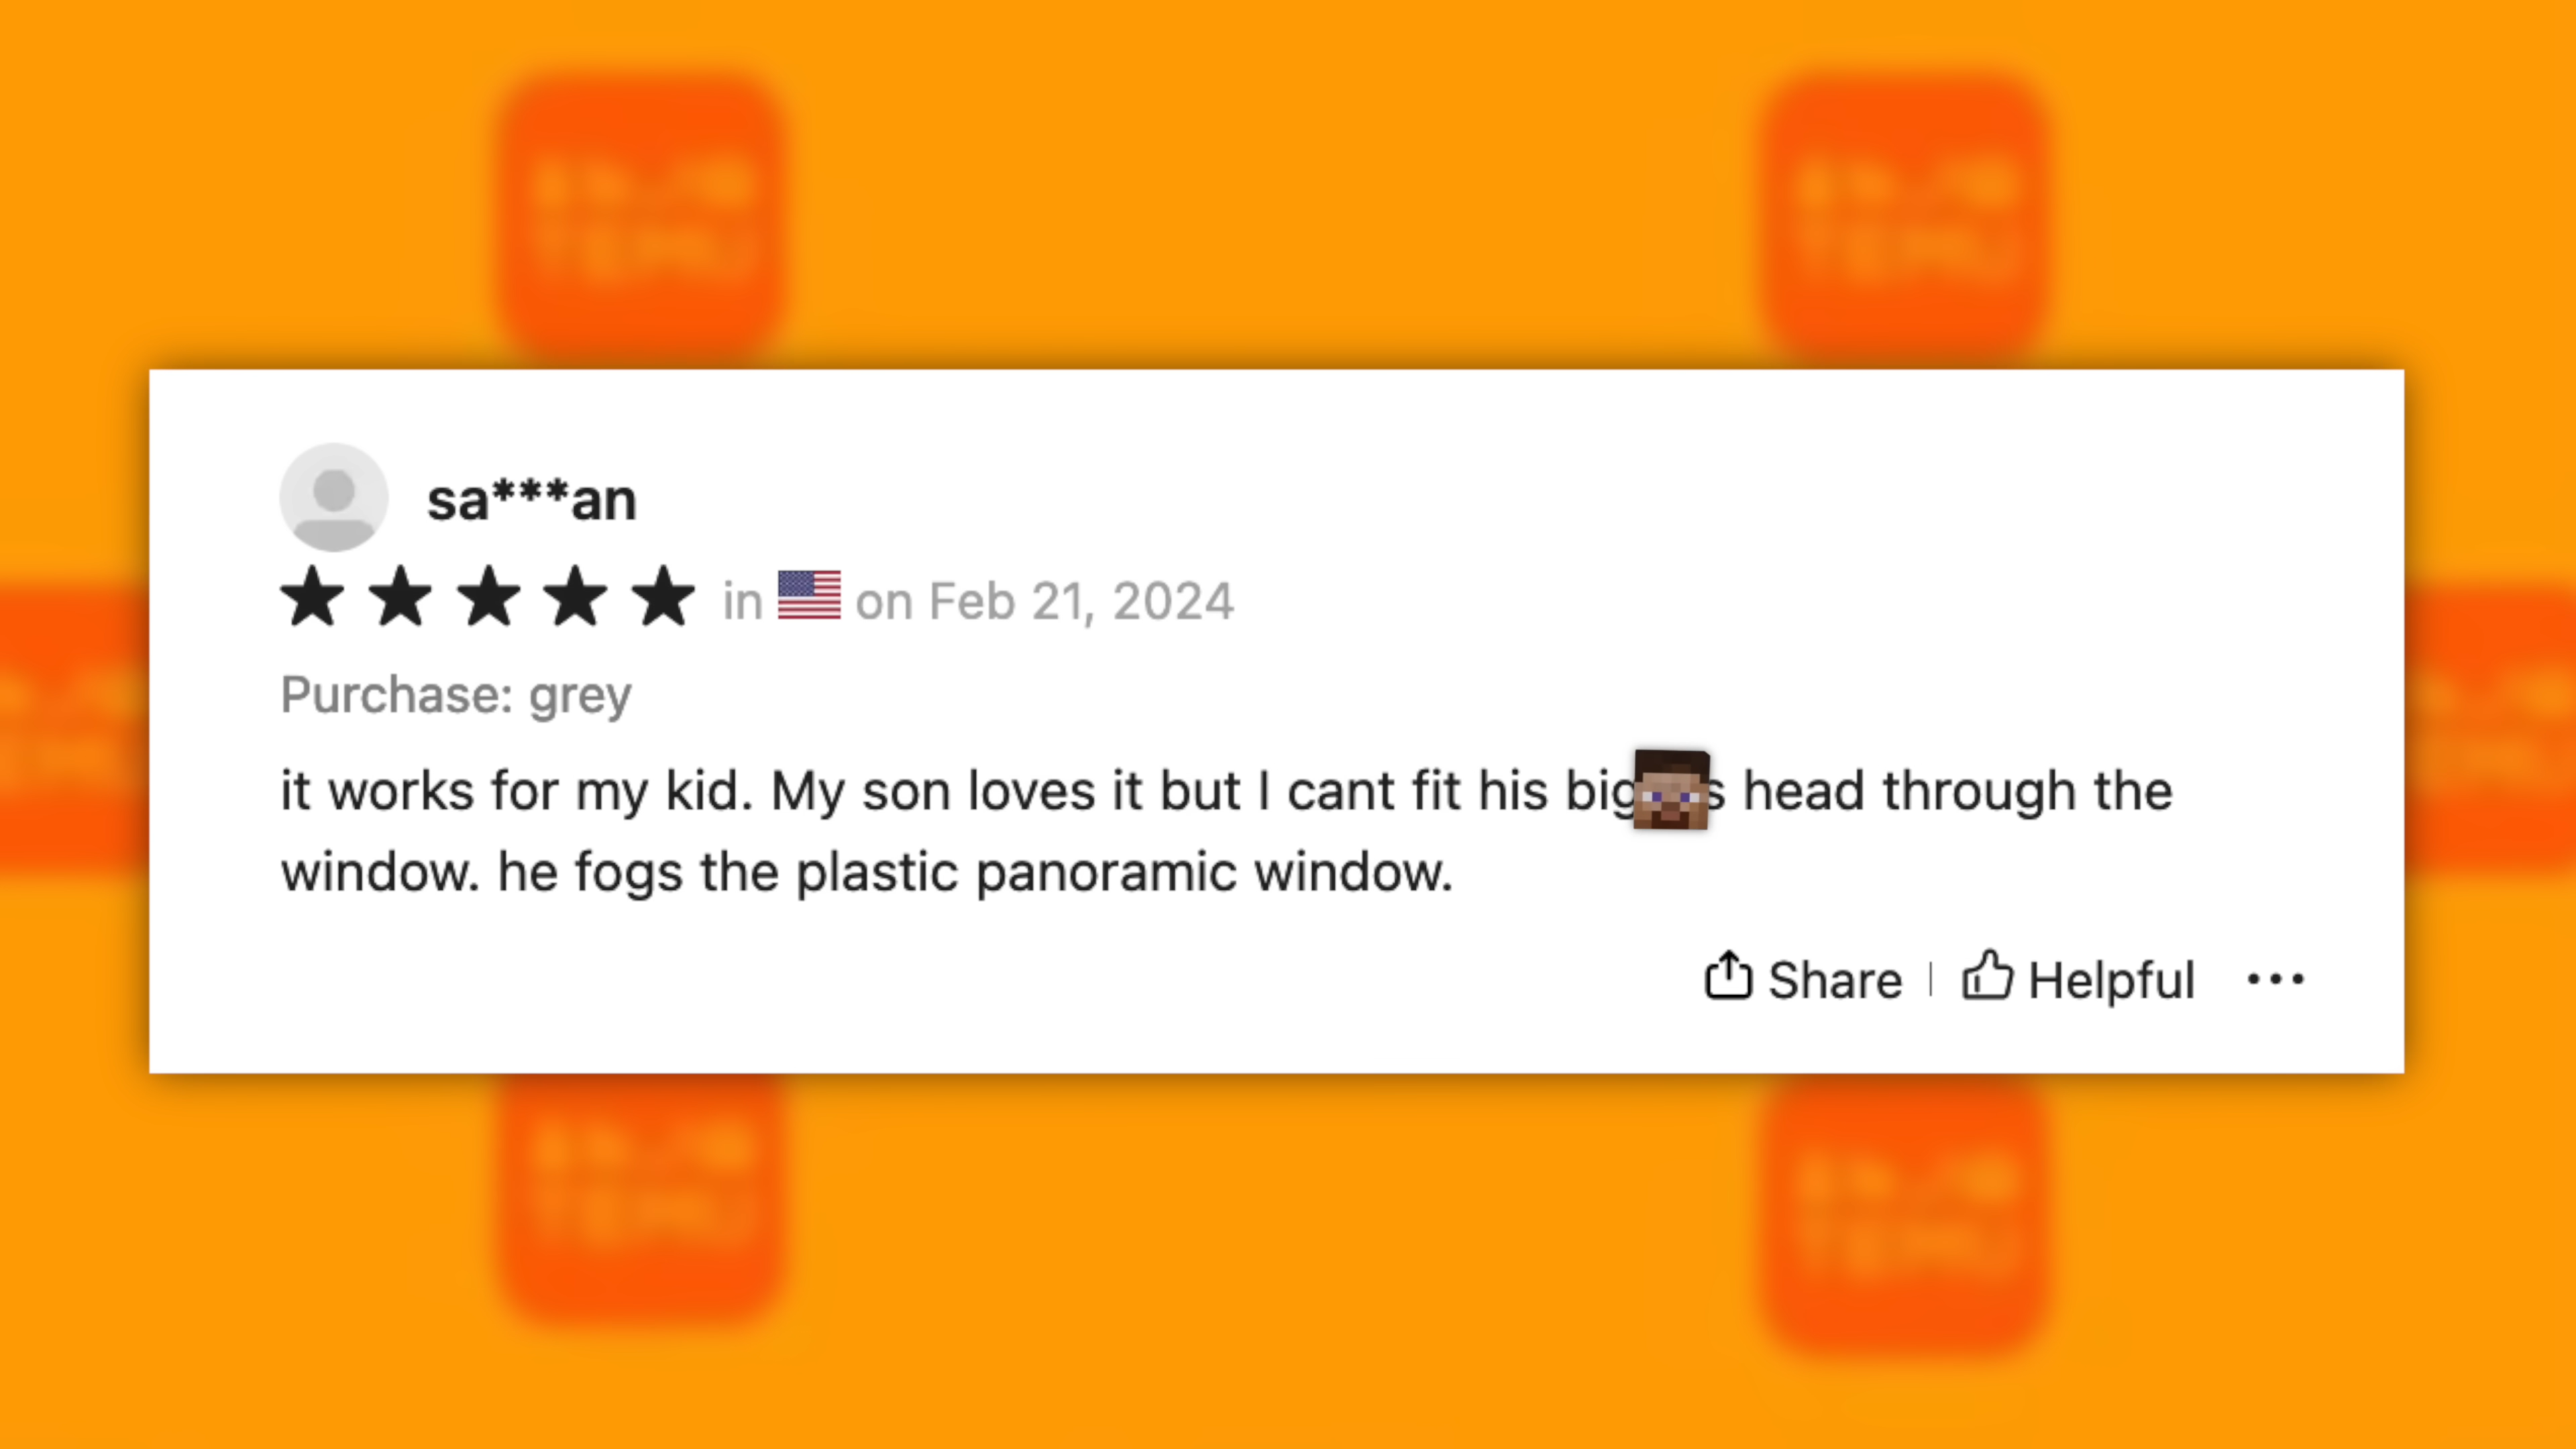 sa***an
in on Feb 21, 2024
Purchase: grey
it works for my kid. My son loves it but I cant fit his big s head through the
window. he fogs the plastic panoramic window.
Share | Helpful ...